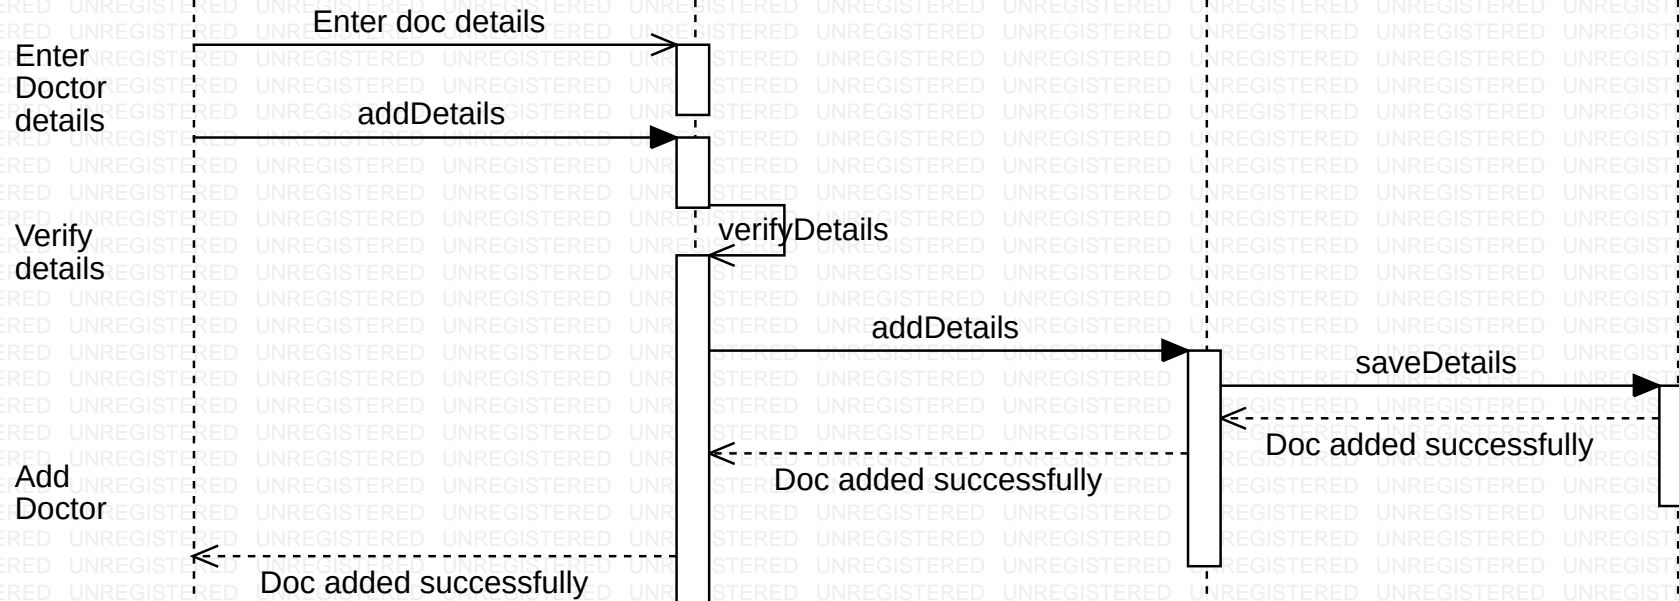 Enter doc details
Enter
Doctor
details
addDetails
Verify
details
verifyDetails
addDetails
saveDetails
Doc added successfully
Doc added successfully
Add
Doctor
Doc added successfully
UNREGISTERED